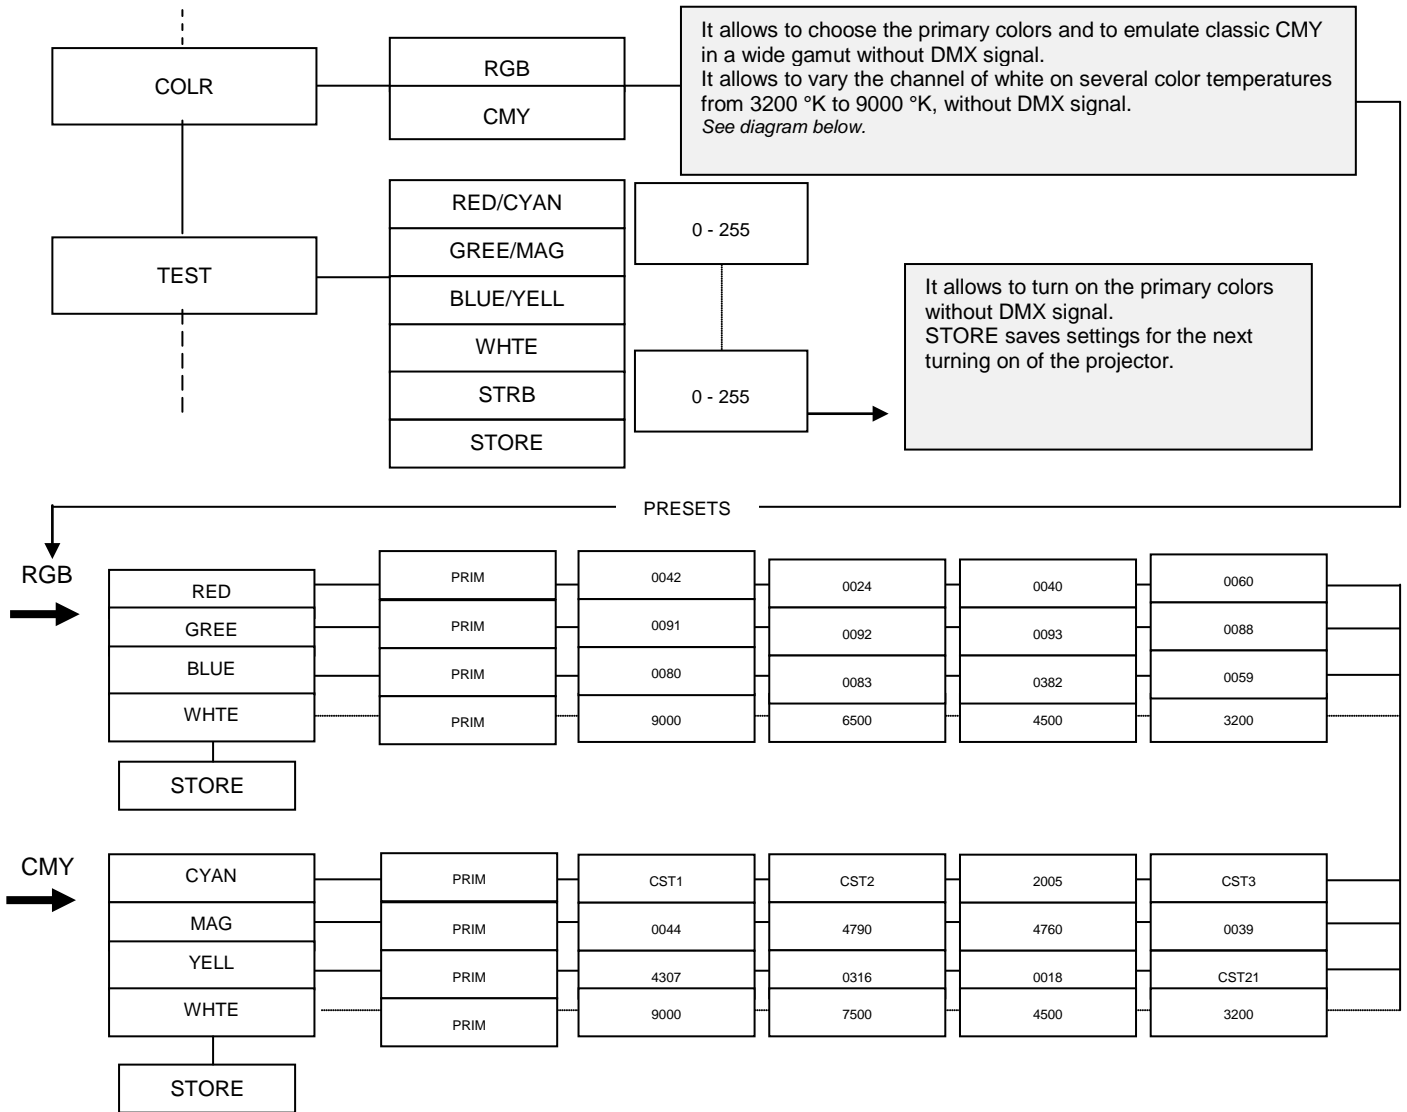 COLR
RGB
CMY
It allows to choose the primary colors and to emulate classic CMY
in a wide gamut without DMX signal.
It allows to vary the channel of white on several color temperatures
from 3200 °K to 9000 °K, without DMX signal.
See diagram below.
TEST
RED/CYAN
GREE/MAG
BLUE/YELL
WHTE
STRB
STORE
0 - 255
0 - 255
It allows to turn on the primary colors
without DMX signal.
STORE saves settings for the next
turning on of the projector.
PRESETS
RGB
RED PRIM 0042 0024 0040 0060
GREE PRIM 0091 0092 0093 0088
BLUE PRIM 0080 0083 0382 0059
WHTE PRIM 9000 6500 4500 3200
STORE
CMY
CYAN PRIM CST1 CST2 2005 CST3
MAG PRIM 0044 4790 4760 0039
YELL PRIM 4307 0316 0018 CST21
WHTE PRIM 9000 7500 4500 3200
STORE